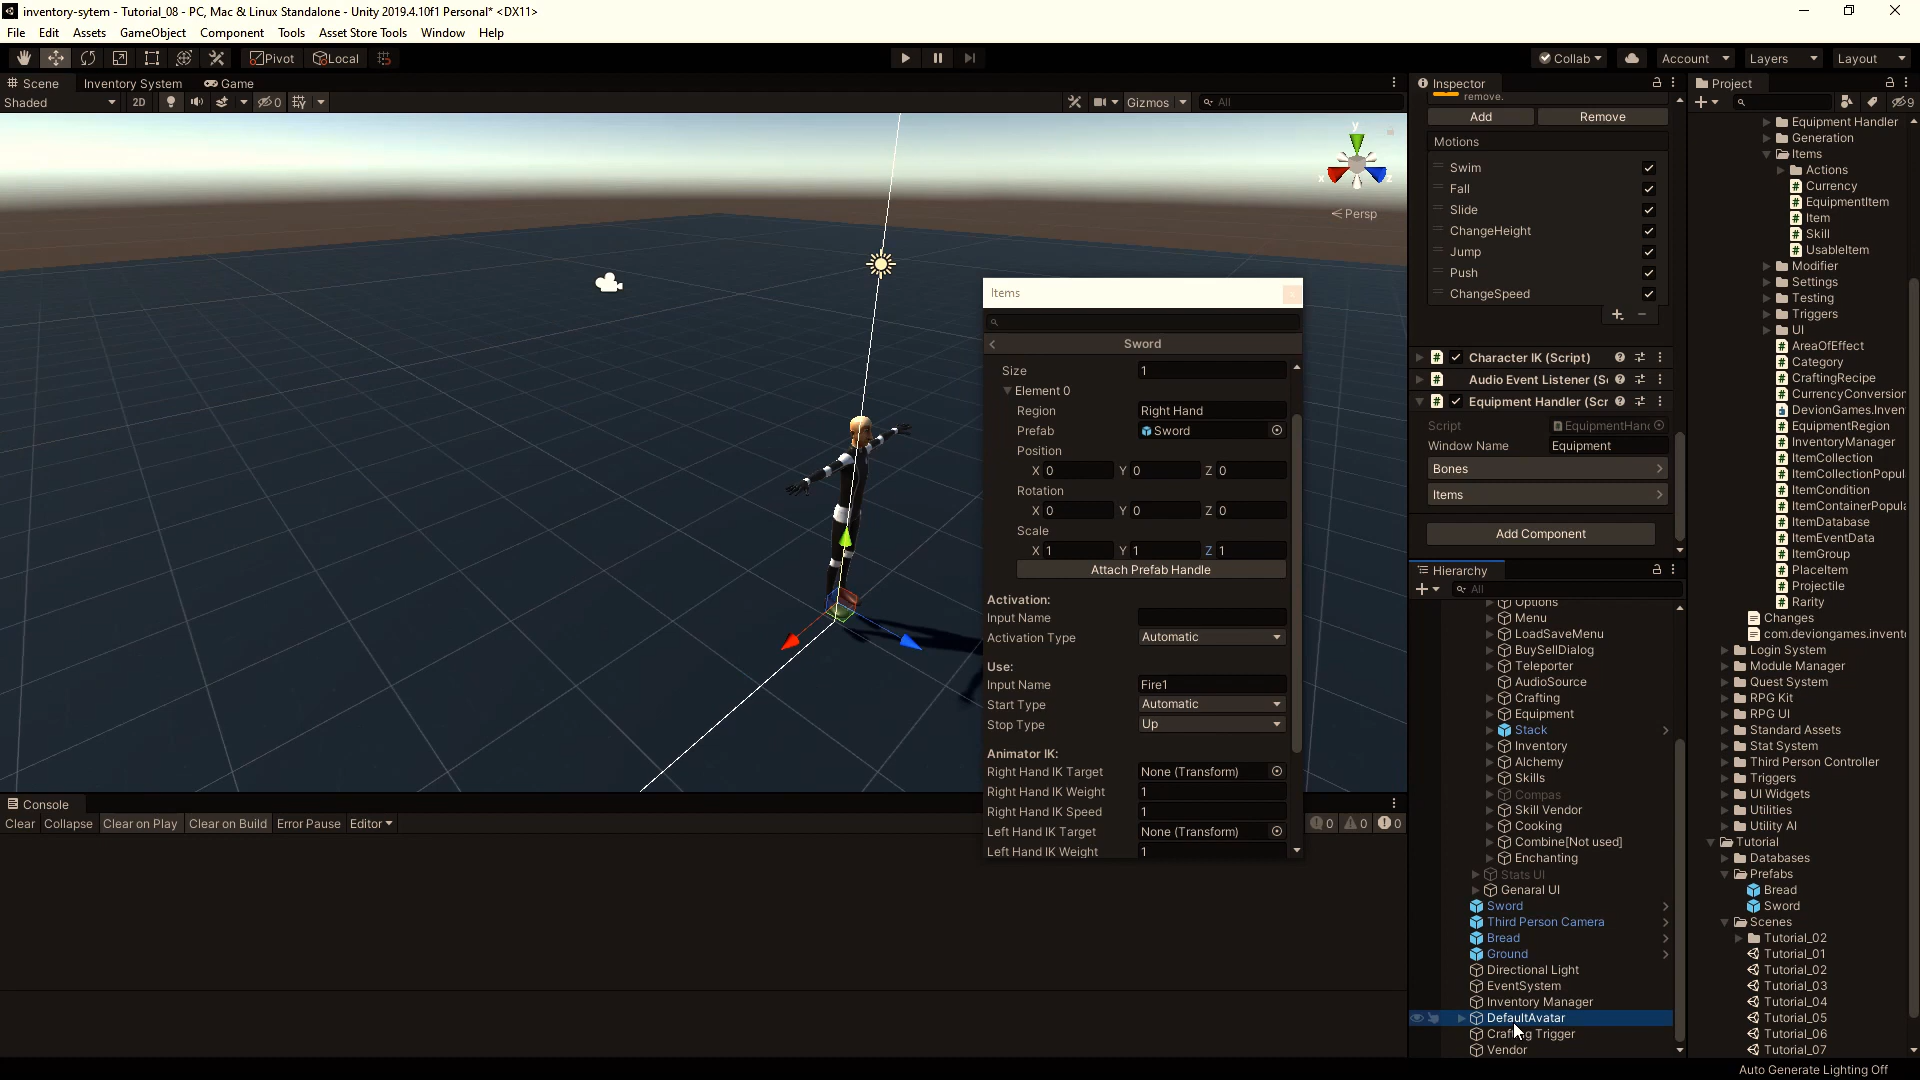 inventory-sytem - Tutorial_08 - PC, Mac & Linux Standalone - Unity 2019.4.10f1 Personal* <DX11>
File Edit Assets GameObject Component Tools Asset Store Tools Window Help
Pivot Local Collab Account Layers Layout
Scene Inventory System Game
Shaded 2D 0 Gizmos All
y
x z
Persp
Items
Sword
Size 1
Element 0
Region Right Hand
Prefab Sword
Position
X 0 Y 0 Z 0
Rotation
X 0 Y 0 Z 0
Scale
X 1 Y 1 Z 1
Attach Prefab Handle
Activation:
Input Name
Activation Type Automatic
Use:
Input Name Fire1
Start Type Automatic
Stop Type Up
Animator IK:
Right Hand IK Target None (Transform)
Right Hand IK Weight 1
Right Hand IK Speed 1
Left Hand IK Target None (Transform)
Left Hand IK Weight 1
Console
Clear Collapse Clear on Play Clear on Build Error Pause Editor 0 0 0
Inspector
remove.
Add Remove
Motions
Swim
Fall
Slide
ChangeHeight
Jump
Push
ChangeSpeed
Character IK (Script)
Audio Event Listener (S
Equipment Handler (Scr
Script EquipmentHan
Window Name Equipment
Bones
Items
Add Component
Hierarchy
All
Options
Menu
LoadSaveMenu
BuySellDialog
Teleporter
AudioSource
Crafting
Equipment
Stack
Inventory
Alchemy
Skills
Compas
Skill Vendor
Cooking
Combine[Not used]
Enchanting
Stats UI
Genaral UI
Sword
Third Person Camera
Bread
Ground
Directional Light
EventSystem
Inventory Manager
DefaultAvatar
Crafting Trigger
Vendor
Project
9
Equipment Handler
Generation
Items
Actions
Currency
EquipmentItem
Item
Skill
UsableItem
Modifier
Settings
Testing
Triggers
UI
AreaOfEffect
Category
CraftingRecipe
CurrencyConversion
DevionGames.Inven
EquipmentRegion
InventoryManager
ItemCollection
ItemCollectionPopul
ItemCondition
ItemContainerPopula
ItemDatabase
ItemEventData
ItemGroup
PlaceItem
Projectile
Rarity
Changes
com.deviongames.invento
Login System
Module Manager
Quest System
RPG Kit
RPG UI
Standard Assets
Stat System
Third Person Controller
Triggers
UI Widgets
Utilities
Utility AI
Tutorial
Databases
Prefabs
Bread
Sword
Scenes
Tutorial_02
Tutorial_01
Tutorial_02
Tutorial_03
Tutorial_04
Tutorial_05
Tutorial_06
Tutorial_07
Auto Generate Lighting Off